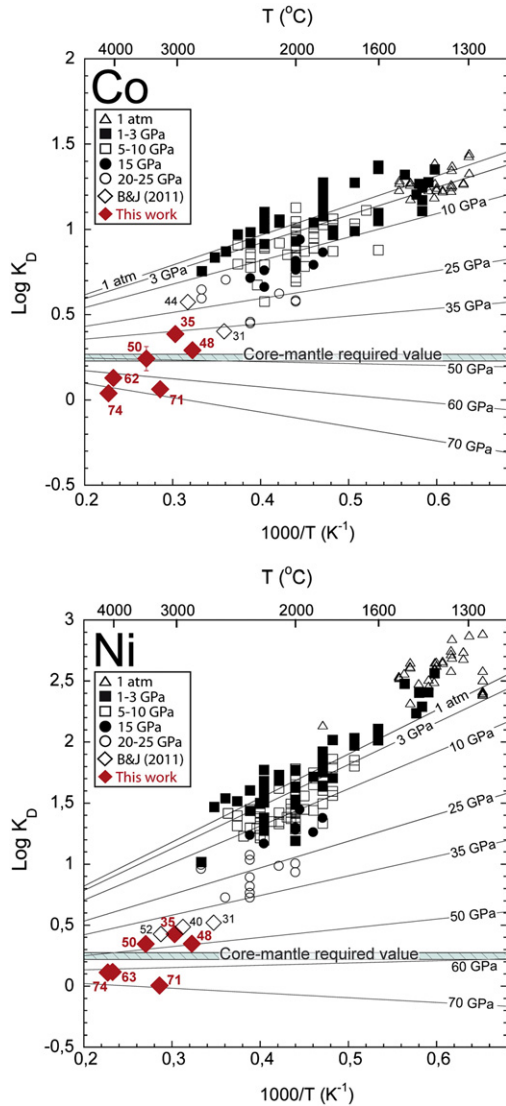 T (°C)
4000 3000 2000 1600 1300
Co
△ 1 atm
■ 1-3 GPa
□ 5-10 GPa
● 15 GPa
○ 20-25 GPa
◇ B&J (2011)
◆ This work
Log K_D
2
1.5
1
0.5
0
-0.5
1 atm
3 GPa
10 GPa
25 GPa
35 GPa
44
35
31
48
50
Core-mantle required value
50 GPa
62
74
71
60 GPa
70 GPa
0.2 0.3 0.4 0.5 0.6
1000/T (K⁻¹)
T (°C)
4000 3000 2000 1600 1300
Ni
△ 1 atm
■ 1-3 GPa
□ 5-10 GPa
● 15 GPa
○ 20-25 GPa
◇ B&J (2011)
◆ This work
Log K_D
3
2,5
2
1.5
1
0.5
0
-0,5
1 atm
3 GPa
10 GPa
25 GPa
35 GPa
50 GPa
52
35
40
31
50
48
Core-mantle required value
60 GPa
74
63
71
70 GPa
0,2 0,3 0,4 0,5 0,6
1000/T (K⁻¹)